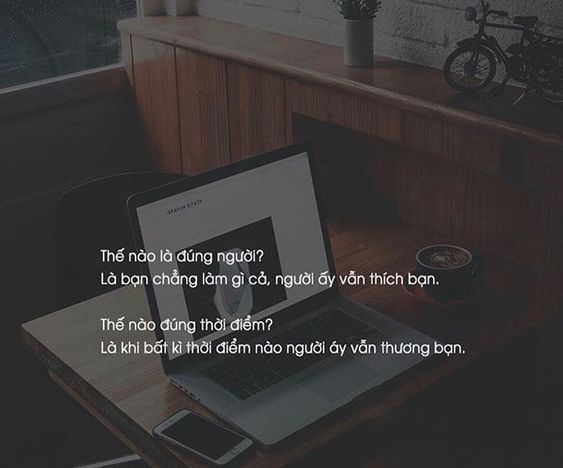 Thế nào là đúng người?
Là bạn chẳng làm gì cả, người ấy vẫn thích bạn.
Thế nào đúng thời điểm?
Là khi bất kì thời điểm nào người áy vẫn thương bạn.